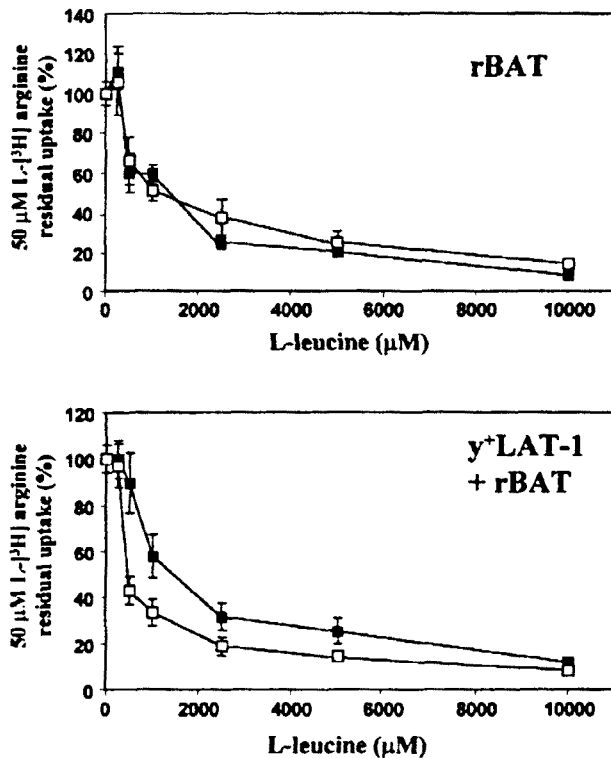 140
120
100
80
60
40
20
0
50 µM L-[³H] arginine
residual uptake (%)
rBAT
0 2000 4000 6000 8000 10000
L-leucine (µM)
120
100
80
60
40
20
0
50 µM L-[³H] arginine
residual uptake (%)
y⁺LAT-1
+ rBAT
0 2000 4000 6000 8000 10000
L-leucine (µM)